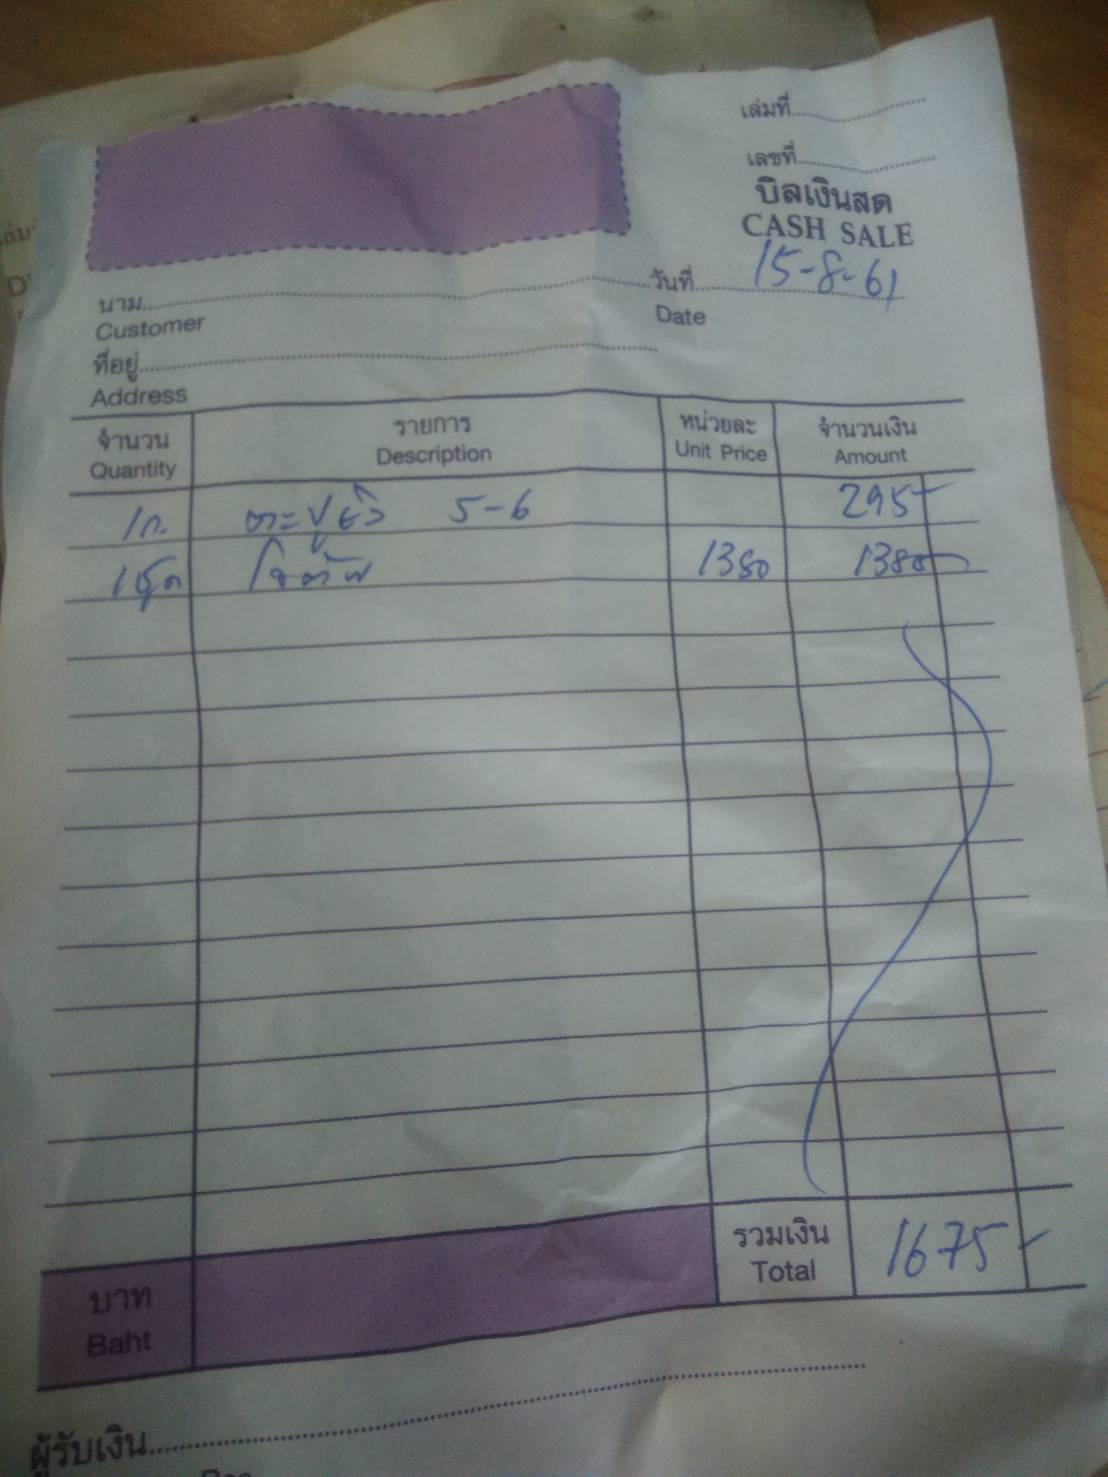 เล่มที่
เลขที่
บิลเงินสด
CASH SALE
นาม วันที่ 15-8-61
Customer Date
ที่อยู่
Address
จำนวน รายการ หน่วยละ จำนวนเงิน
Quantity Description Unit Price Amount
1ก. ตะปู 5-6 295-
1ชุด 1380 1380-
รวมเงิน 1675-
Total
บาท
Baht
ผู้รับเงิน